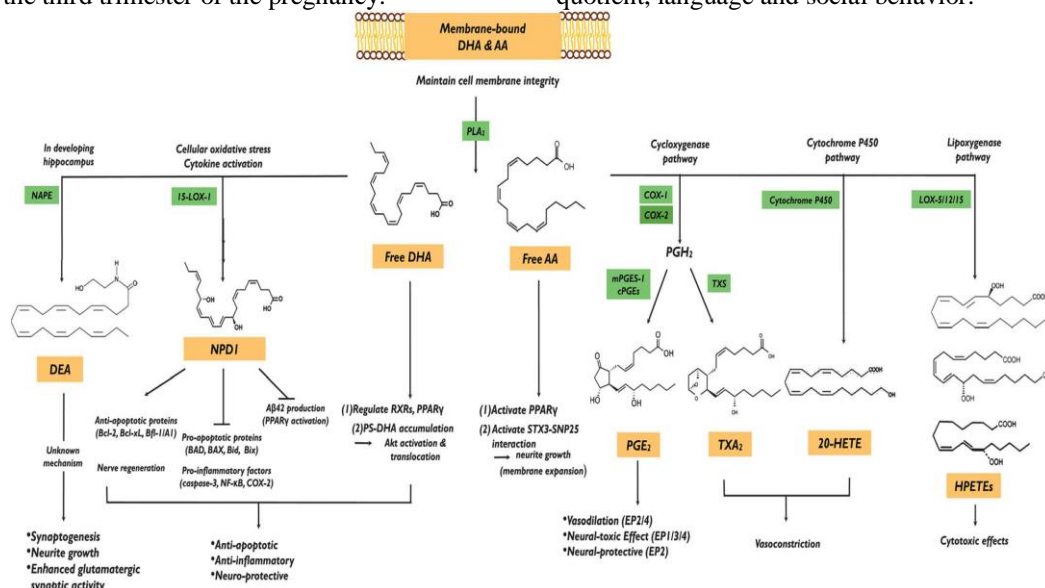 the third trimester of the pregnancy.
quotient, language and social behavior.
Membrane-bound
DHA & AA
Maintain cell membrane integrity
PLA₂
In developing
hippocampus
Cellular oxidative stress
Cytokine activation
Cycloxygenase
pathway
Cytochrome P450
pathway
Lipoxygenase
pathway
NAPE
15-LOX-1
COX-1
COX-2
Cytochrome P450
LOX-5/12/15
Free DHA
Free AA
PGH₂
mPGES-1
cPGEs
TXS
DEA
NPD1
Anti-apoptotic proteins
(Bcl-2, Bcl-xL, Bfl-1/A1)
Nerve regeneration
Pro-apoptotic proteins
(BAD, BAX, Bid, Bix)
Pro-inflammatory factors
(caspase-3, NF-κB, COX-2)
Aβ42 production
(PPARγ activation)
(1)Regulate RXRs, PPARγ
(2)PS-DHA accumulation
→ Akt activation &
translocation
(1)Activate PPARγ
(2) Activate STX3-SNP25
interaction
→ neurite growth
(membrane expansion)
PGE₂
TXA₂
20-HETE
HPETEs
Unknown
mechanism
•Synaptogenesis
•Neurite growth
•Enhanced glutamatergic
synaptic activity
•Anti-apoptotic
•Anti-inflammatory
•Neuro-protective
•Vasodilation (EP2/4)
•Neural-toxic Effect (EP1/3/4)
•Neural-protective (EP2)
Vasoconstriction
Cytotoxic effects